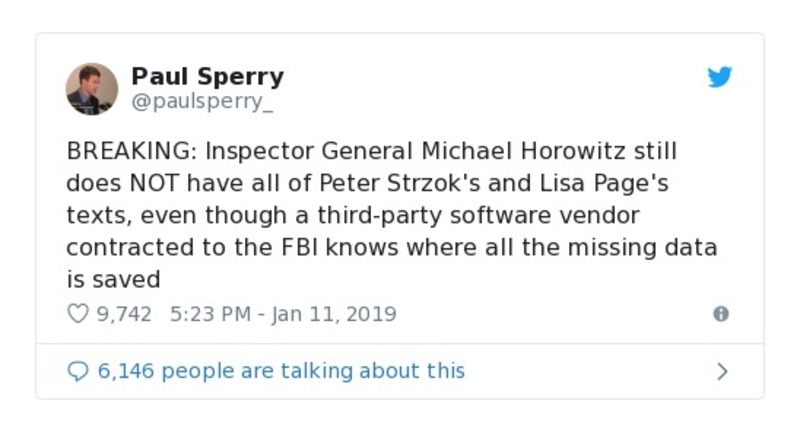 Paul Sperry
@paulsperry_
BREAKING: Inspector General Michael Horowitz still
does NOT have all of Peter Strzok's and Lisa Page's
texts, even though a third-party software vendor
contracted to the FBI knows where all the missing data
is saved
9,742 5:23 PM - Jan 11, 2019
6,146 people are talking about this